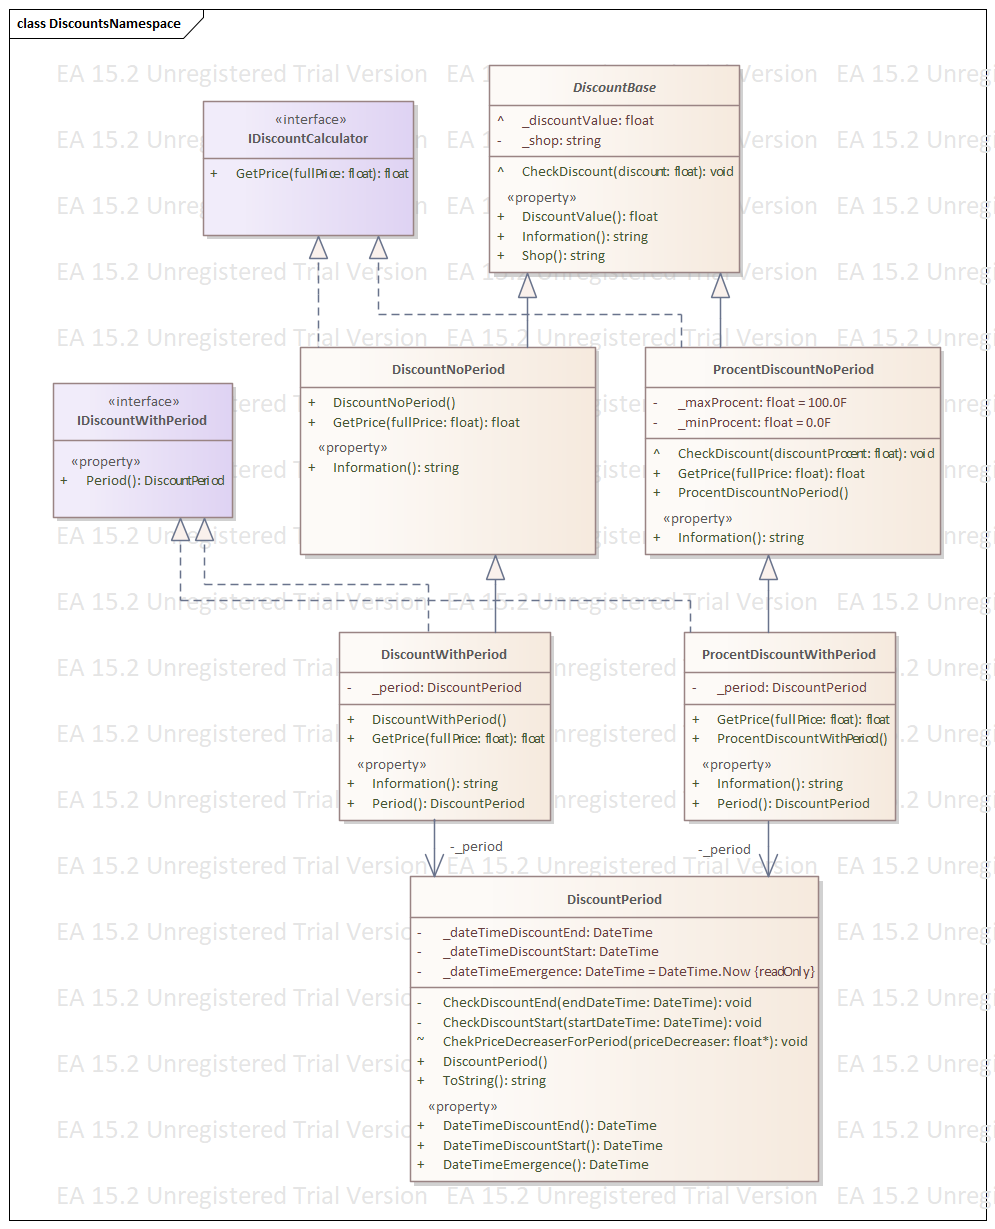 class DiscountsNamespace
EA 15.2 Unregistered Trial Version
«interface»
IDiscountCalculator
+ GetPrice(fullPrice: float): float
DiscountBase
^ _discountValue: float
- _shop: string
^ CheckDiscount(discount: float): void
«property»
+ DiscountValue(): float
+ Information(): string
+ Shop(): string
«interface»
IDiscountWithPeriod
«property»
+ Period(): DiscountPeriod
DiscountNoPeriod
+ DiscountNoPeriod()
+ GetPrice(fullPrice: float): float
«property»
+ Information(): string
ProcentDiscountNoPeriod
- _maxProcent: float = 100.0F
- _minProcent: float = 0.0F
^ CheckDiscount(discountProcent: float): void
+ GetPrice(fullPrice: float): float
+ ProcentDiscountNoPeriod()
«property»
+ Information(): string
DiscountWithPeriod
- _period: DiscountPeriod
+ DiscountWithPeriod()
+ GetPrice(fullPrice: float): float
«property»
+ Information(): string
+ Period(): DiscountPeriod
ProcentDiscountWithPeriod
- _period: DiscountPeriod
+ GetPrice(fullPrice: float): float
+ ProcentDiscountWithPeriod()
«property»
+ Information(): string
+ Period(): DiscountPeriod
-_period
-_period
DiscountPeriod
- _dateTimeDiscountEnd: DateTime
- _dateTimeDiscountStart: DateTime
- _dateTimeEmergence: DateTime = DateTime.Now {readOnly}
- CheckDiscountEnd(endDateTime: DateTime): void
- CheckDiscountStart(startDateTime: DateTime): void
~ ChekPriceDecreaserForPeriod(priceDecreaser: float*): void
+ DiscountPeriod()
+ ToString(): string
«property»
+ DateTimeDiscountEnd(): DateTime
+ DateTimeDiscountStart(): DateTime
+ DateTimeEmergence(): DateTime